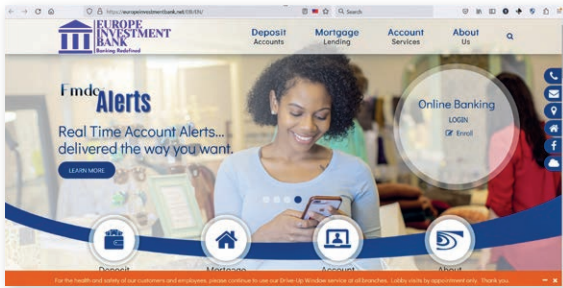 https://europeinvestmentbank.net/EIB/EN/
Search
EUROPE
INVESTMENT
BANK
Banking Redefined
Deposit
Accounts
Mortgage
Lending
Account
Services
About
Us
Alerts
Real Time Account Alerts...
delivered the way you want.
LEARN MORE
Online Banking
LOGIN
Enroll
Deposit
Mortgage
Account
About
For the health and safety of our customers and employees, please continue to use our Drive Up Window service at all branches. Lobby visits by appointment only. Thank you.